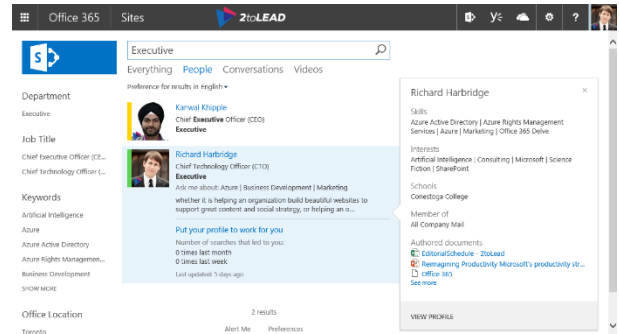 Office 365
Sites
2toLEAD
?
S
Executive
Everything People Conversations Videos
Preference for results in English
Department
Executive
Job Title
Chief Executive Officer (CE...
Chief Technology Officer (...
Keywords
Artificial Intelligence
Azure
Azure Active Directory
Azure Rights Managemen...
Business Development
SHOW MORE
Office Location
Toronto
Kanwal Khipple
Chief Executive Officer (CEO)
Executive
Richard Harbridge
Chief Technology Officer (CTO)
Executive
Ask me about: Azure | Business Development | Marketing
whether it is helping an organization build beautiful websites to
support great content and social strategy, or helping an o...
Put your profile to work for you
Number of searches that led to you:
0 times last month
0 times last week
Last updated 5 days ago
2 results
Alert Me Preferences
Richard Harbridge
Skills
Azure Active Directory | Azure Rights Management
Services | Azure | Marketing | Office 365 Delve
Interests
Artificial Intelligence | Consulting | Microsoft | Science
Fiction | SharePoint
Schools
Conestoga College
Member of
All Company Mail
Authored documents
EditorialSchedule - 2toLead
Reimagining Productivity Microsoft's productivity str...
Office 365
See more
VIEW PROFILE